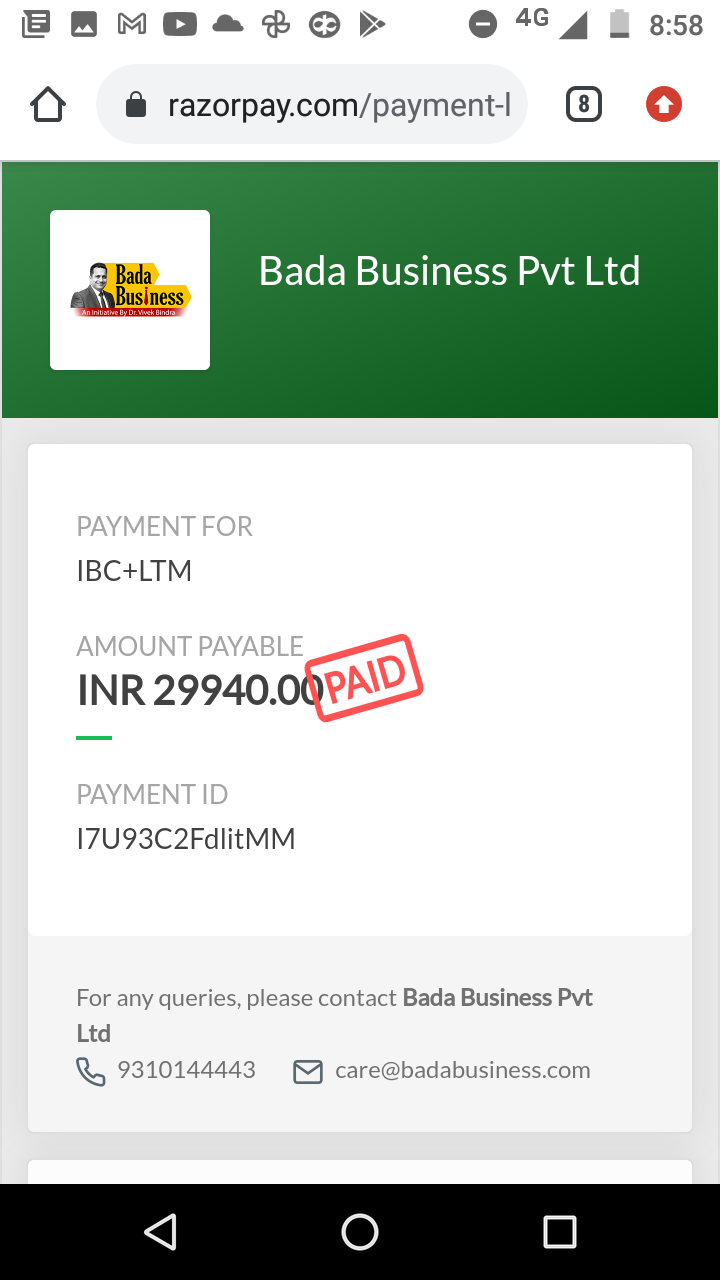 4G 8:58
razorpay.com/payment-l 8
Bada
Business
An Initiative By Dr. Vivek Bindra
Bada Business Pvt Ltd
PAYMENT FOR
IBC+LTM
AMOUNT PAYABLE
INR 29940.00 PAID
PAYMENT ID
I7U93C2FdlitMM
For any queries, please contact Bada Business Pvt
Ltd
9310144443 care@badabusiness.com